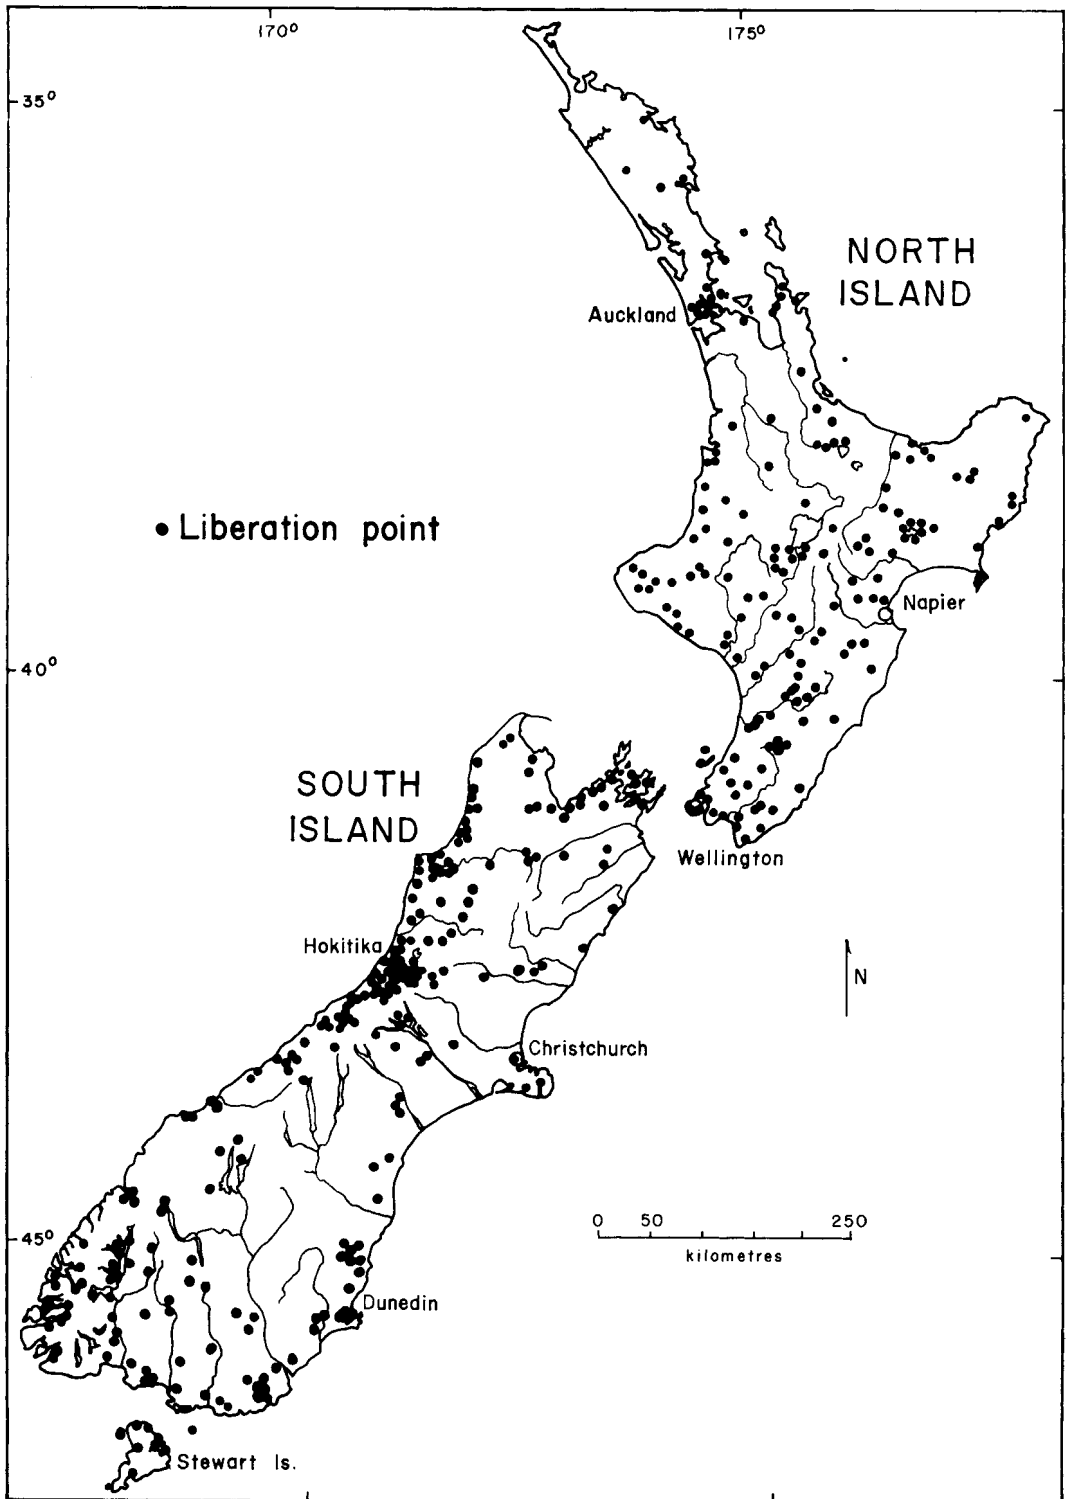 170°
175°
35°
NORTH
ISLAND
Auckland
● Liberation point
Napier
40°
SOUTH
ISLAND
Wellington
Hokitika
N
Christchurch
45°
0 50 250
kilometres
Dunedin
Stewart Is.